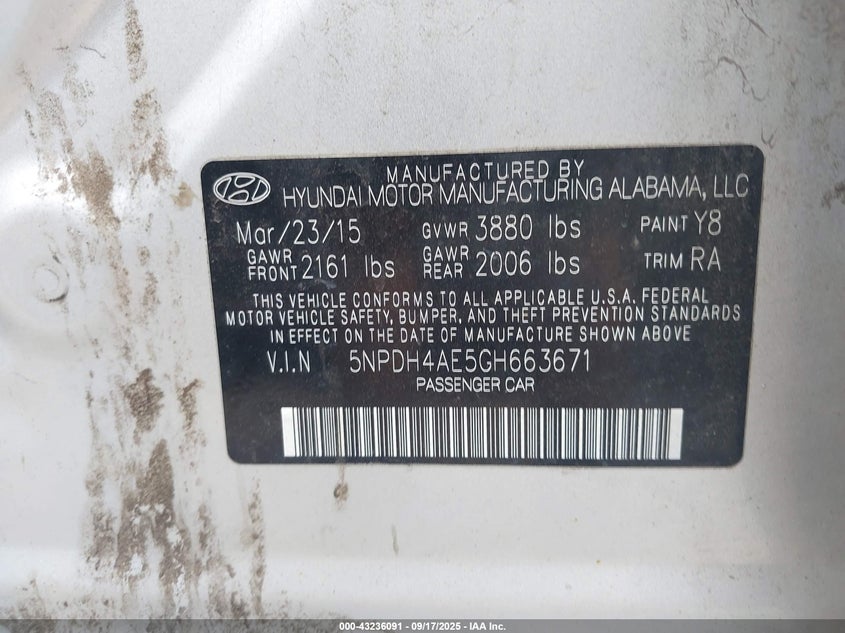 MANUFACTURED BY
HYUNDAI MOTOR MANUFACTURING ALABAMA, LLC
Mar/23/15 GVWR 3880 lbs PAINT Y8
GAWR FRONT 2161 lbs GAWR REAR 2006 lbs TRIM RA
THIS VEHICLE CONFORMS TO ALL APPLICABLE U.S.A. FEDERAL
MOTOR VEHICLE SAFETY, BUMPER, AND THEFT PREVENTION STANDARDS
IN EFFECT ON THE DATE OF MANUFACTURE SHOWN ABOVE.
V.I.N 5NPDH4AE5GH663671
PASSENGER CAR
000-43236091 - 09/17/2025 - IAA Inc.